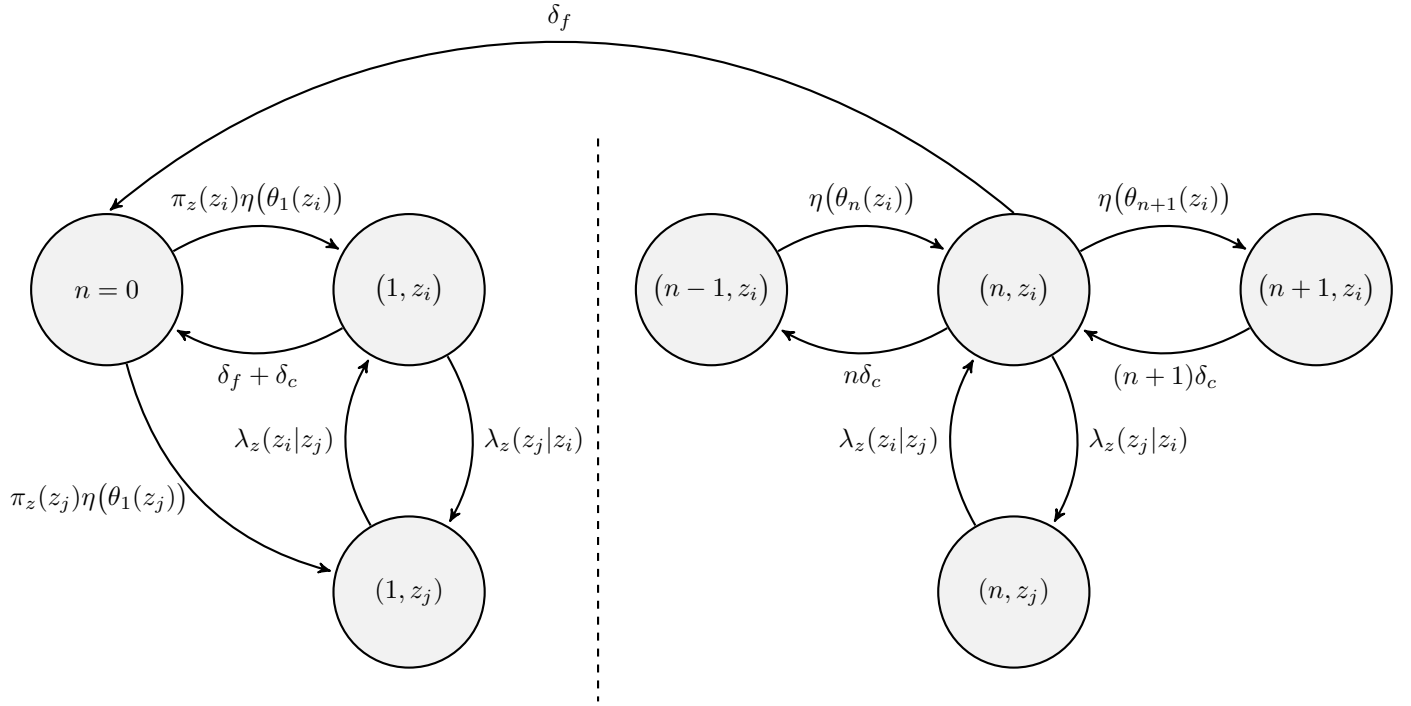 δ_f
π_z(z_i)η(θ_1(z_i))
η(θ_n(z_i))
η(θ_{n+1}(z_i))
n = 0
(1, z_i)
(n − 1, z_i)
(n, z_i)
(n + 1, z_i)
δ_f + δ_c
nδ_c
(n + 1)δ_c
λ_z(z_i|z_j)
λ_z(z_j|z_i)
λ_z(z_i|z_j)
λ_z(z_j|z_i)
π_z(z_j)η(θ_1(z_j))
(1, z_j)
(n, z_j)